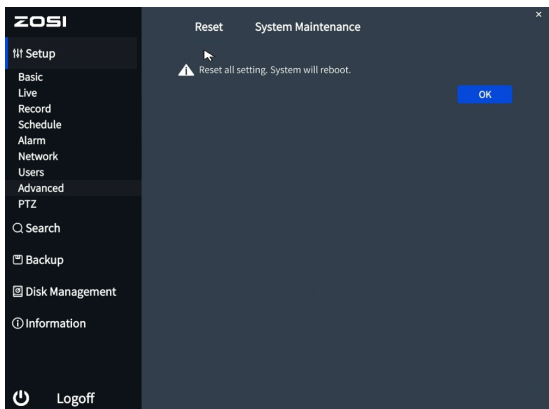 ZOSI
Reset System Maintenance
×
Setup
Reset all setting. System will reboot.
OK
Basic
Live
Record
Schedule
Alarm
Network
Users
Advanced
PTZ
Search
Backup
Disk Management
Information
Logoff